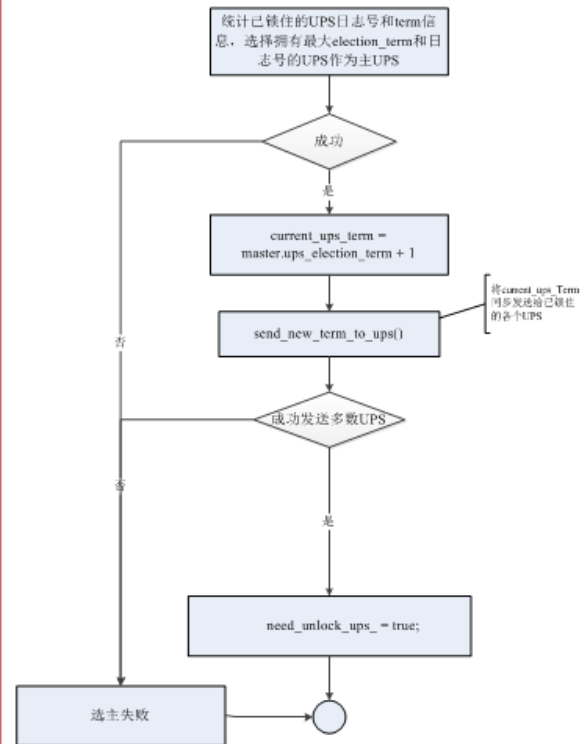 统计已锁住的UPS日志号和term信
息，选择拥有最大election_term和日
志号的UPS作为主UPS
成功
是
current_ups_term =
master.ups_election_term + 1
将current_ups_Term
同步发送给已锁住
的各个UPS
send_new_term_to_ups()
否
成功发送多数UPS
否
是
need_unlock_ups_ = true;
选主失败